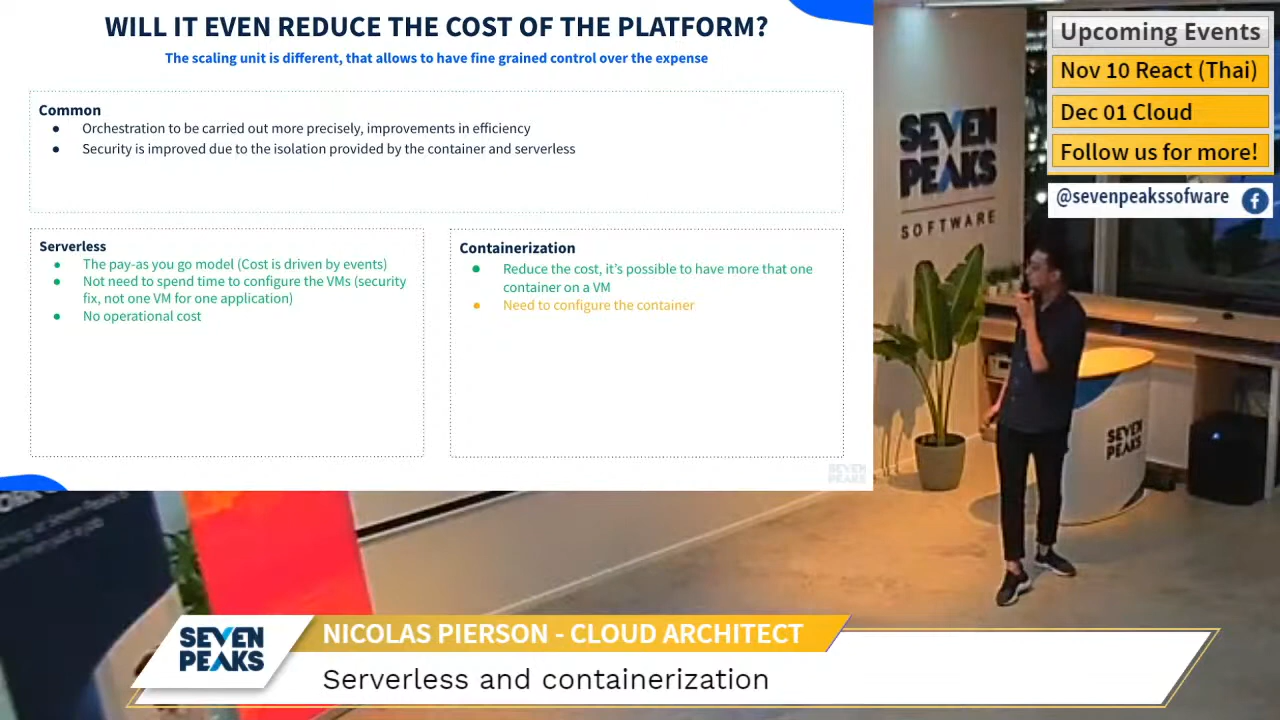 WILL IT EVEN REDUCE THE COST OF THE PLATFORM?
The scaling unit is different, that allows to have fine grained control over the expense
Common
● Orchestration to be carried out more precisely, improvements in efficiency
● Security is improved due to the isolation provided by the container and serverless
Serverless
● The pay-as you go model (Cost is driven by events)
● Not need to spend time to configure the VMs (security
fix, not one VM for one application)
● No operational cost
Containerization
● Reduce the cost, it's possible to have more that one
container on a VM
● Need to configure the container
SEVEN
PEAKS
Upcoming Events
Nov 10 React (Thai)
Dec 01 Cloud
Follow us for more!
@sevenpeakssofware
SEVEN
PEAKS
SOFTWARE
SEVEN
PEAKS
SEVEN
PEAKS
NICOLAS PIERSON - CLOUD ARCHITECT
Serverless and containerization